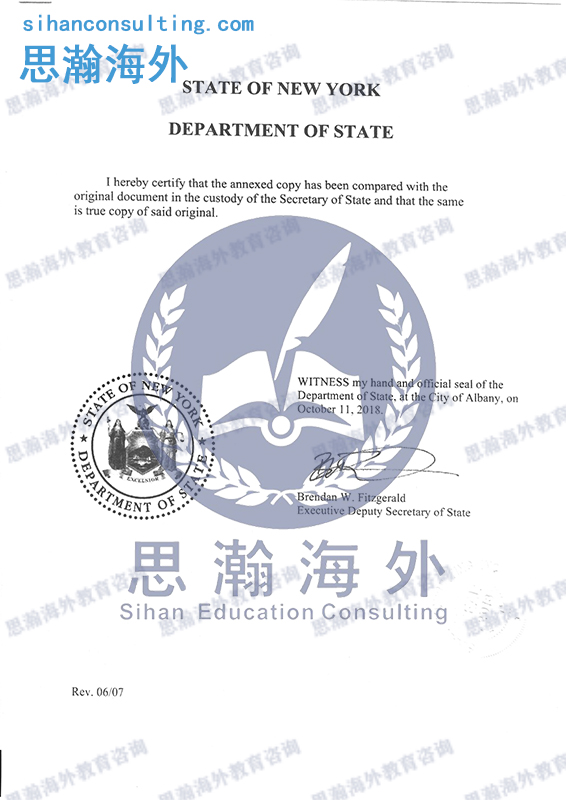 sihanconsulting.com
思瀚海外
STATE OF NEW YORK
DEPARTMENT OF STATE
I hereby certify that the annexed copy has been compared with the
original document in the custody of the Secretary of State and that the same
is true copy of said original.
WITNESS my hand and official seal of the
Department of State, at the City of Albany, on
October 11, 2018.
STATE OF NEW YORK
DEPARTMENT OF STATE
EXCELSIOR
Brendan W. Fitzgerald
Executive Deputy Secretary of State
思瀚海外
Sihan Education Consulting
Rev. 06/07
思瀚海外教育咨询